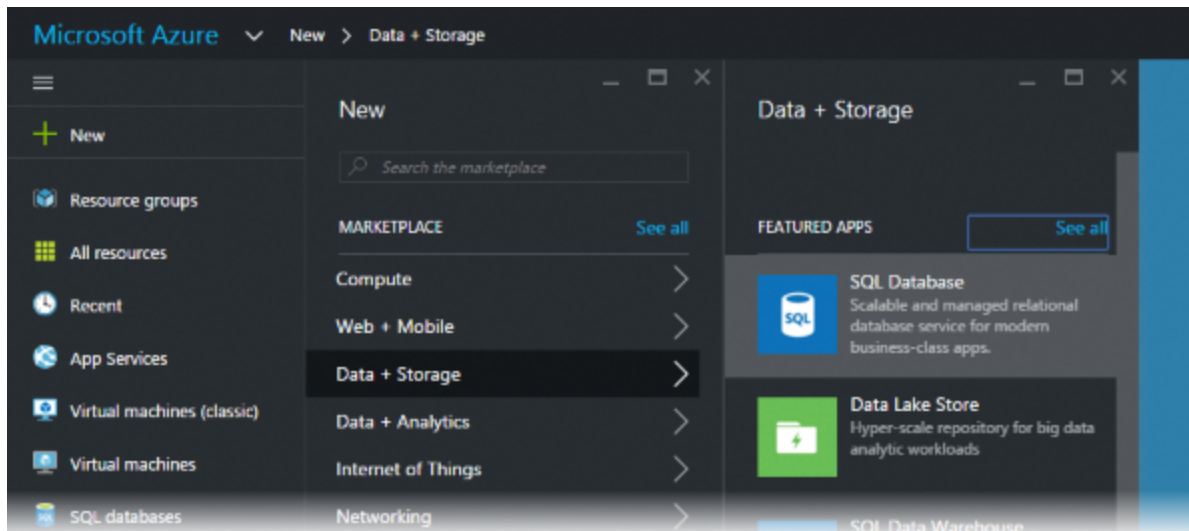 Microsoft Azure New > Data + Storage
New
Resource groups
All resources
Recent
App Services
Virtual machines (classic)
Virtual machines
SQL databases
New
Search the marketplace
MARKETPLACE See all
Compute
Web + Mobile
Data + Storage
Data + Analytics
Internet of Things
Networking
Data + Storage
FEATURED APPS See all
SQL
SQL Database
Scalable and managed relational
database service for modern
business-class apps.
Data Lake Store
Hyper-scale repository for big data
analytic workloads
SQL Data Warehouse